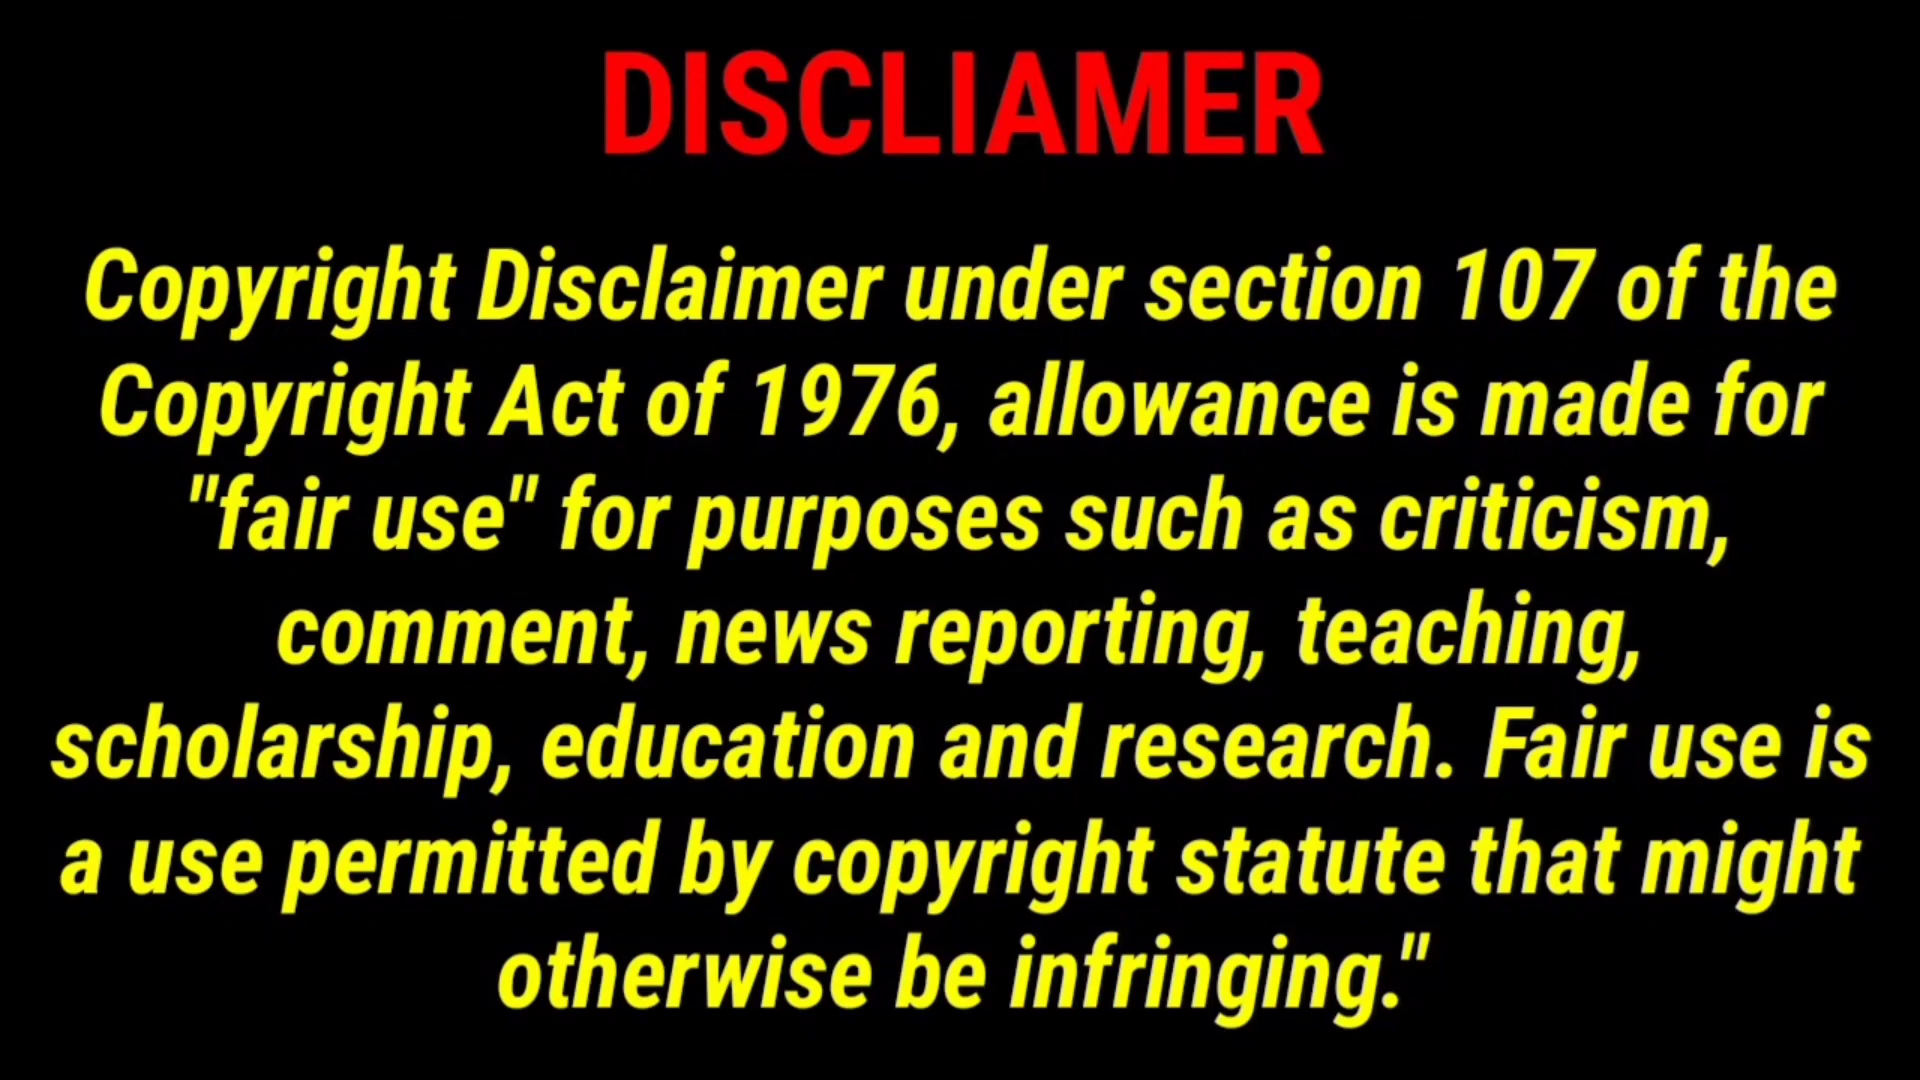 DISCLIAMER
Copyright Disclaimer under section 107 of the
Copyright Act of 1976, allowance is made for
"fair use" for purposes such as criticism,
comment, news reporting, teaching,
scholarship, education and research. Fair use is
a use permitted by copyright statute that might
otherwise be infringing."